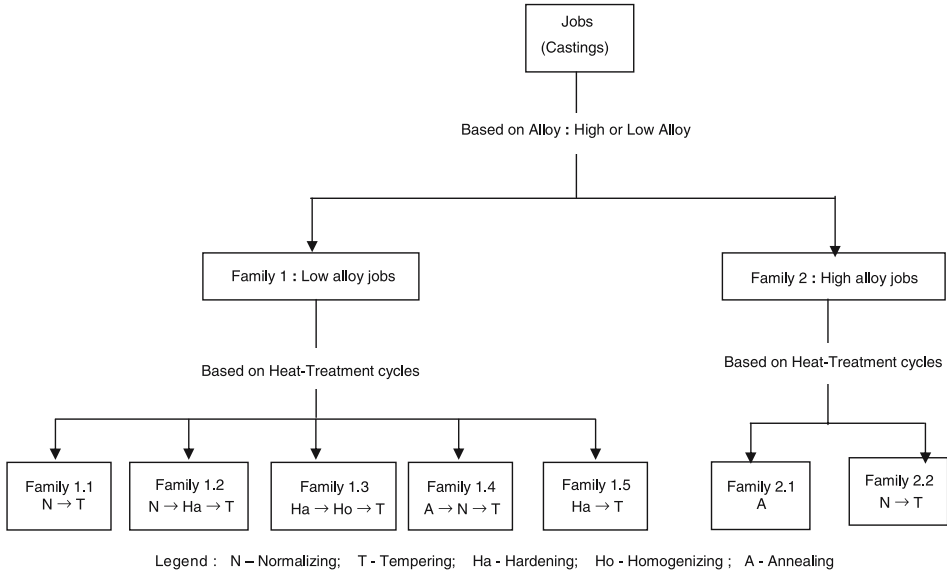 Jobs
(Castings)
Based on Alloy : High or Low Alloy
Family 1 : Low alloy jobs
Family 2 : High alloy jobs
Based on Heat-Treatment cycles
Based on Heat-Treatment cycles
Family 1.1
N → T
Family 1.2
N → Ha → T
Family 1.3
Ha → Ho → T
Family 1.4
A → N → T
Family 1.5
Ha → T
Family 2.1
A
Family 2.2
N → T
Legend : N – Normalizing; T - Tempering; Ha - Hardening; Ho - Homogenizing ; A - Annealing